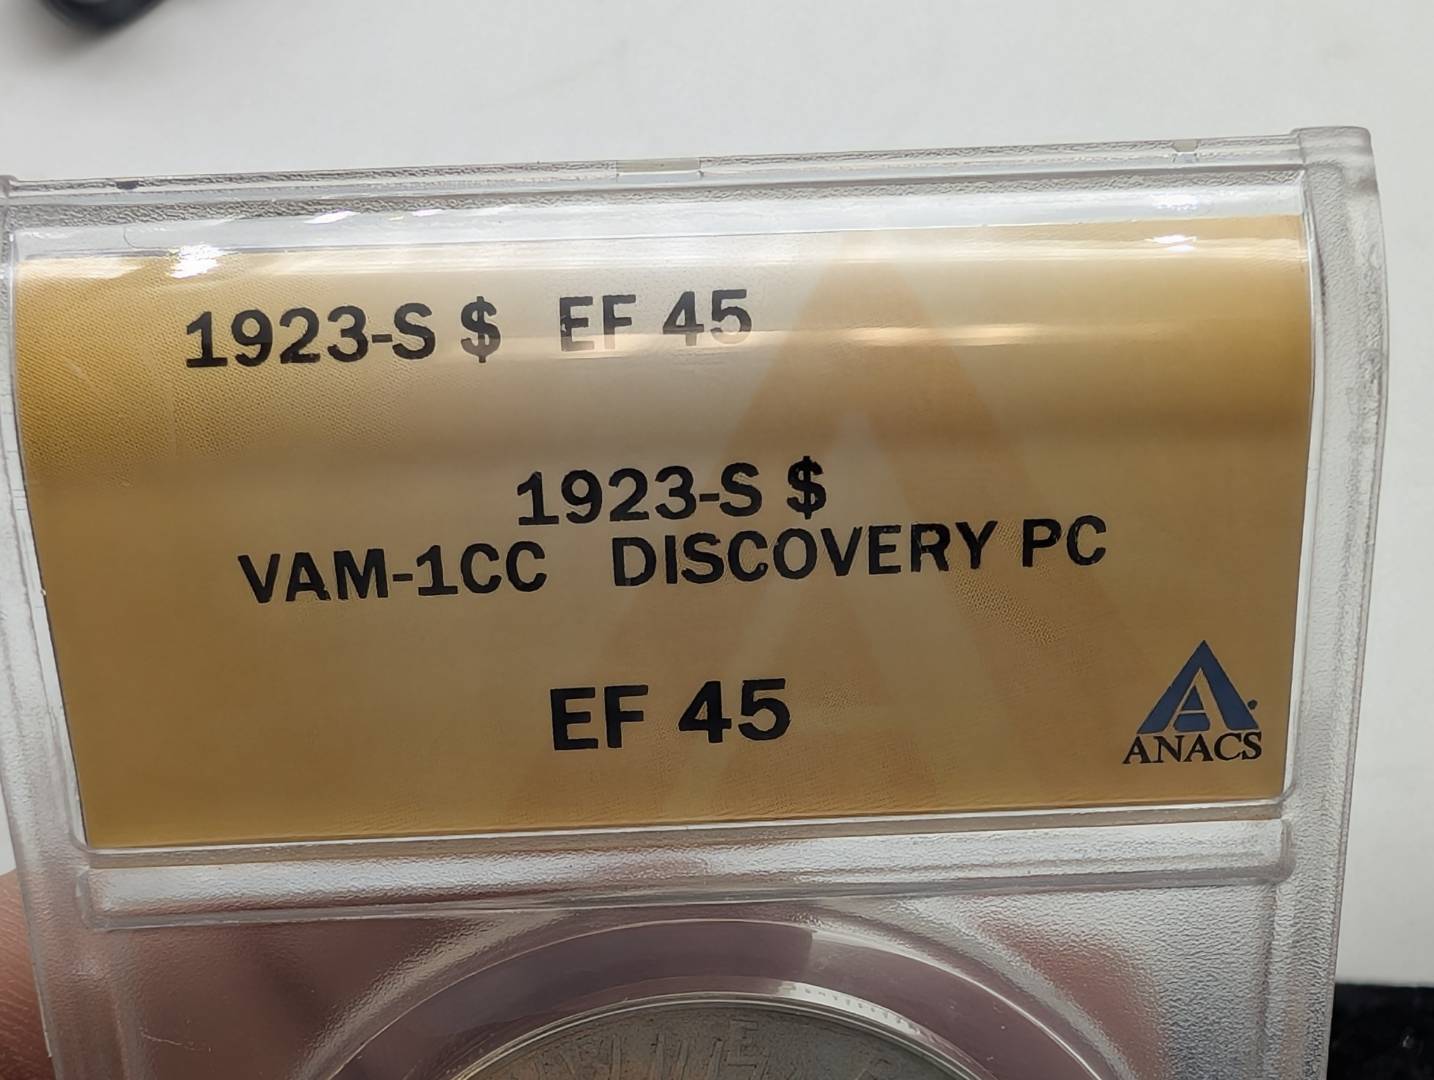 1923-S $ EF 45
1923-S $
VAM-1CC DISCOVERY PC
EF 45
ANACS